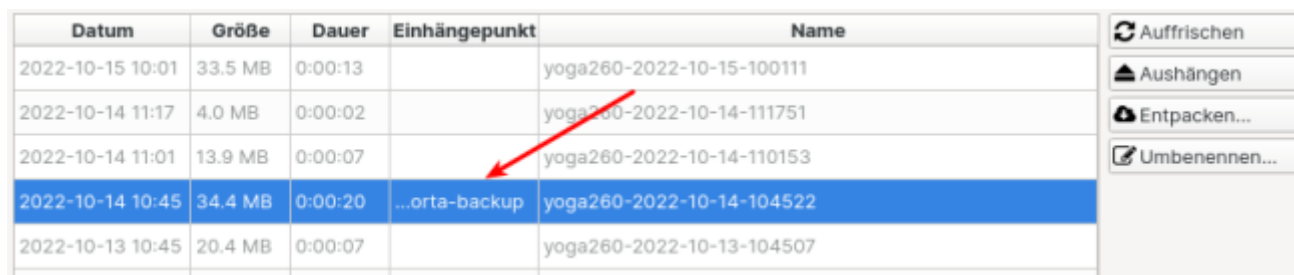 Datum Größe Dauer Einhängepunkt Name
2022-10-15 10:01 33.5 MB 0:00:13 yoga260-2022-10-15-100111
2022-10-14 11:17 4.0 MB 0:00:02 yoga260-2022-10-14-111751
2022-10-14 11:01 13.9 MB 0:00:07 yoga260-2022-10-14-110153
2022-10-14 10:45 34.4 MB 0:00:20 ...orta-backup yoga260-2022-10-14-104522
2022-10-13 10:45 20.4 MB 0:00:07 yoga260-2022-10-13-104507
Auffrischen
Aushängen
Entpacken...
Umbenennen...